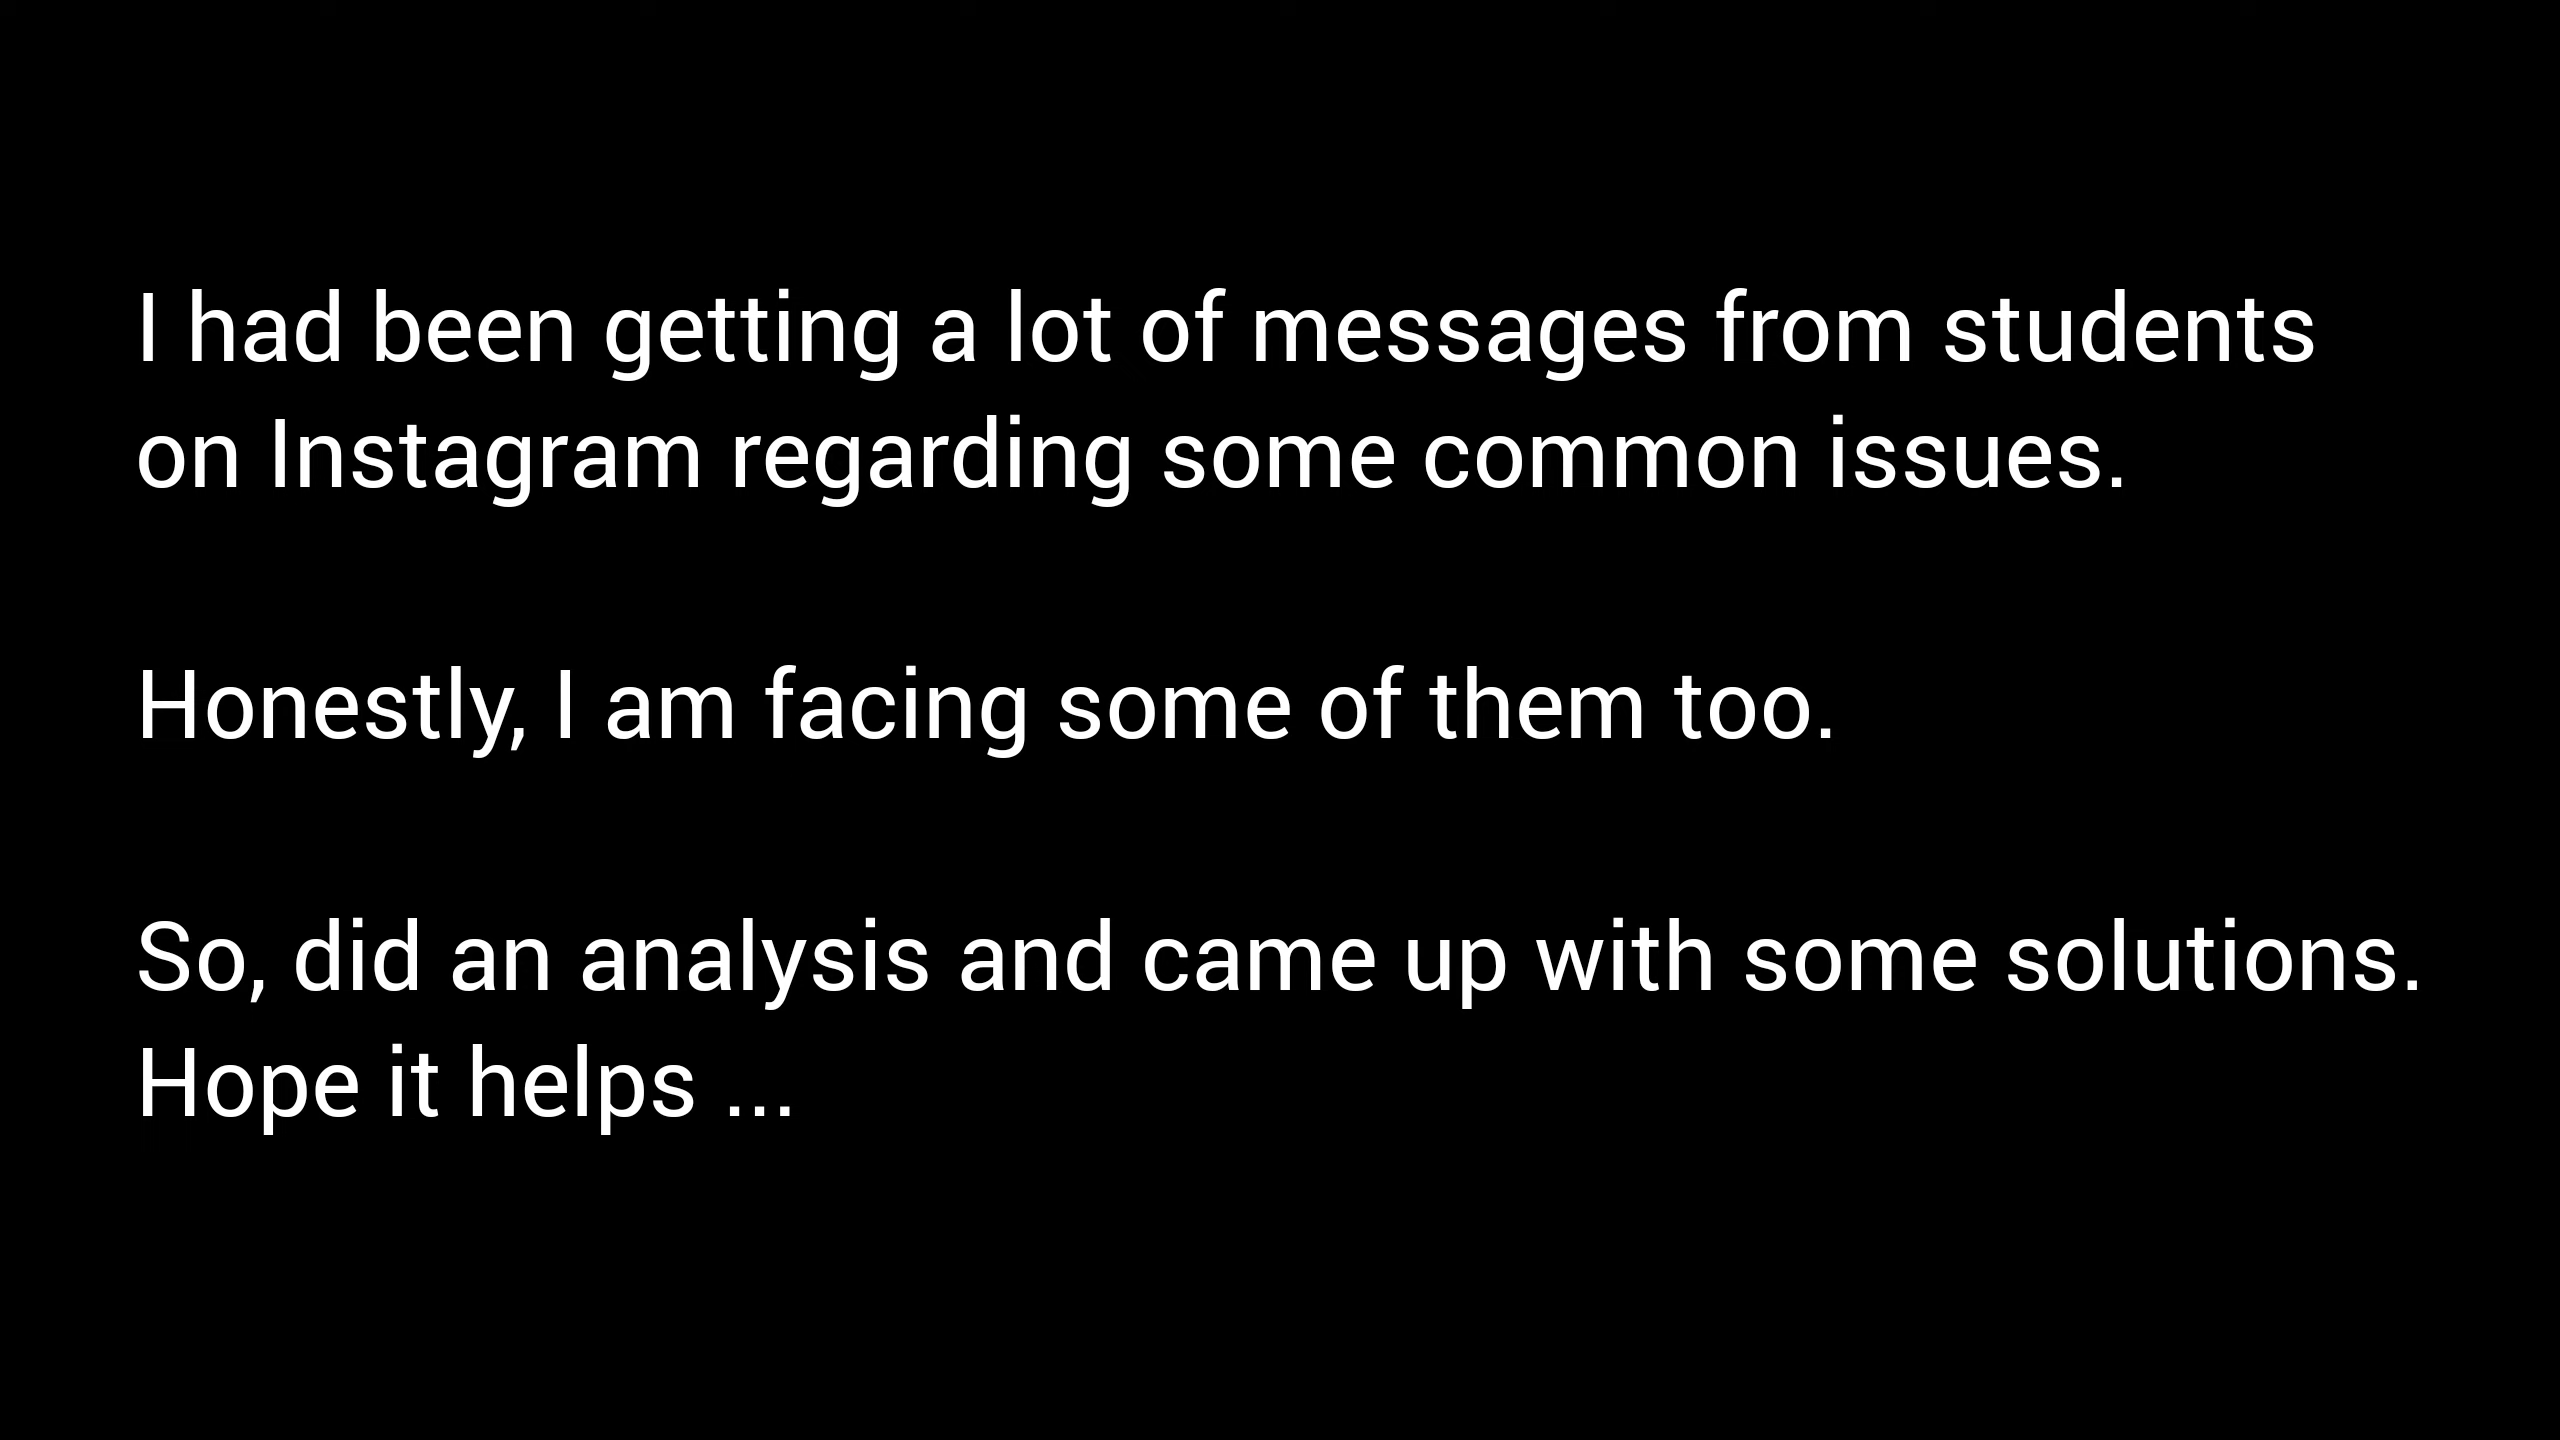 I had been getting a lot of messages from students
on Instagram regarding some common issues.
Honestly, I am facing some of them too.
So, did an analysis and came up with some solutions.
Hope it helps ...